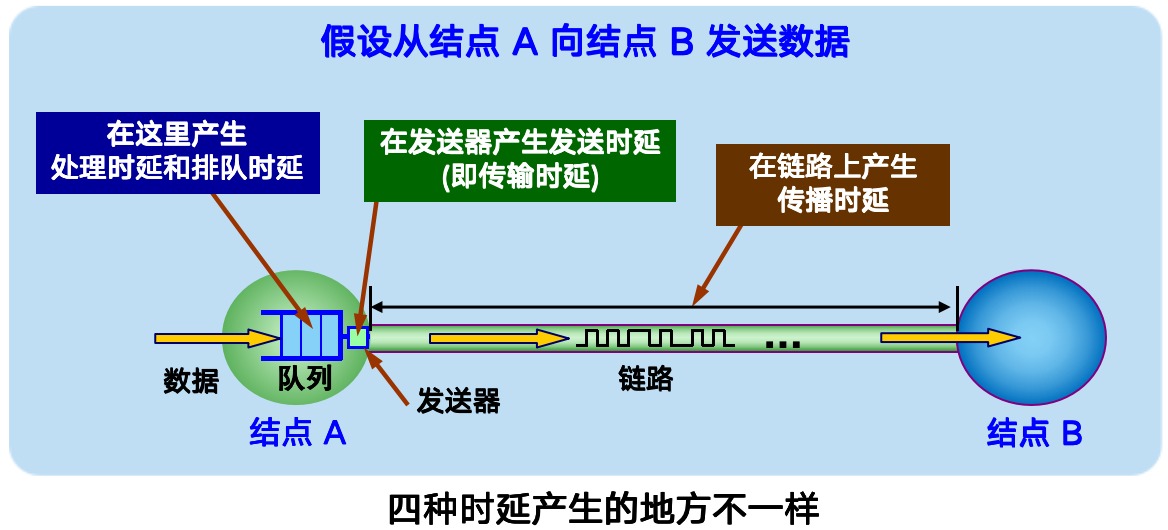 假设从结点 A 向结点 B 发送数据
在这里产生
处理时延和排队时延
在发送器产生发送时延
(即传输时延)
在链路上产生
传播时延
数据
队列
发送器
链路
...
结点 A
结点 B
四种时延产生的地方不一样